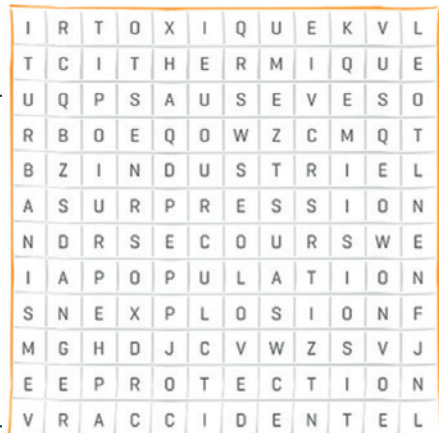 I R T O X I Q U E K V L
T C I T H E R M I Q U E
U Q P S A U S E V E S O
R B O E Q O W Z C M Q T
B Z I N D U S T R I E L
A S U R P R E S S I O N
N D R S E C O U R S W E
I A P O P U L A T I O N
S N E X P L O S I O N F
M G H D J C V W Z S V J
E E P R O T E C T I O N
V R A C C I D E N T E L